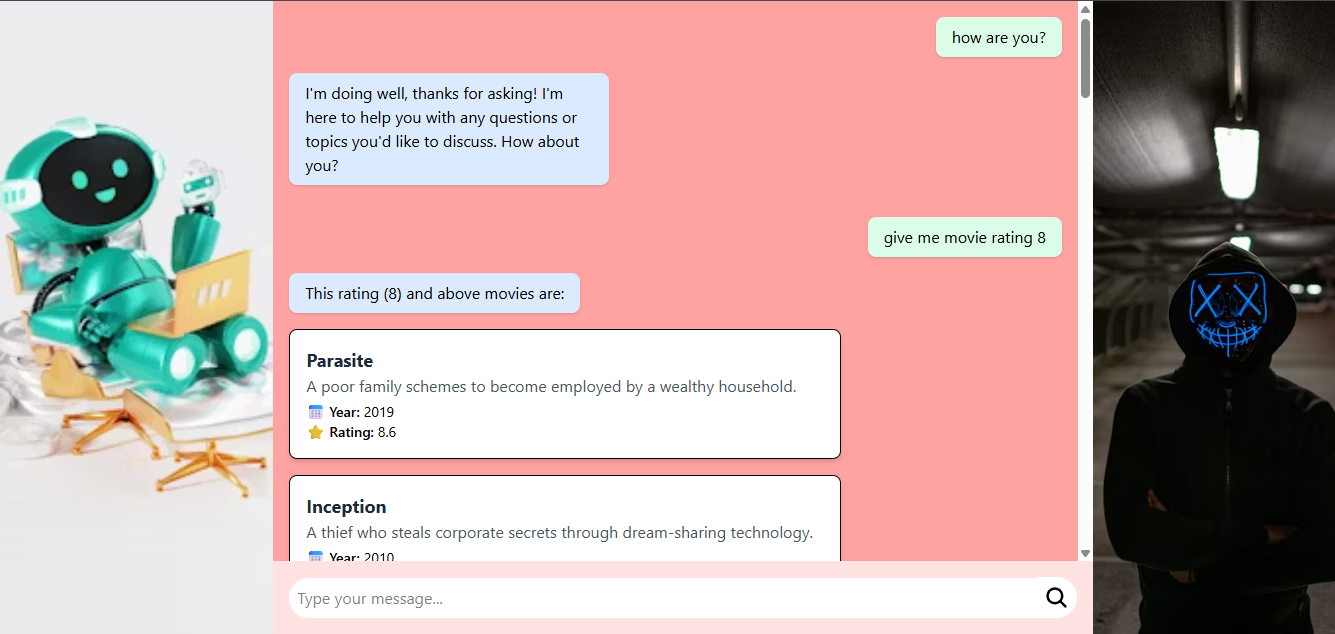 how are you?
I'm doing well, thanks for asking! I'm
here to help you with any questions or
topics you'd like to discuss. How about
you?
give me movie rating 8
This rating (8) and above movies are:
Parasite
A poor family schemes to become employed by a wealthy household.
Year: 2019
Rating: 8.6
Inception
A thief who steals corporate secrets through dream-sharing technology.
Year: 2010
Type your message...